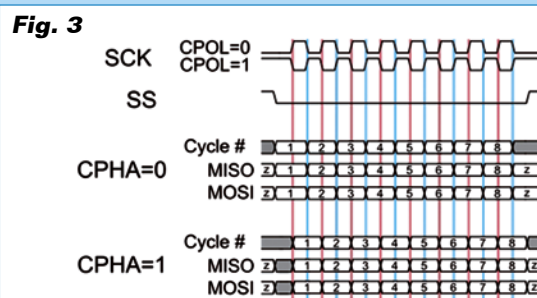 Fig. 3
SCK CPOL=0
CPOL=1
SS
Cycle # 1 2 3 4 5 6 7 8
CPHA=0 MISO z 1 2 3 4 5 6 7 8 z
MOSI z 1 2 3 4 5 6 7 8 z
Cycle # 1 2 3 4 5 6 7 8
CPHA=1 MISO z 1 2 3 4 5 6 7 8 z
MOSI z 1 2 3 4 5 6 7 8 z